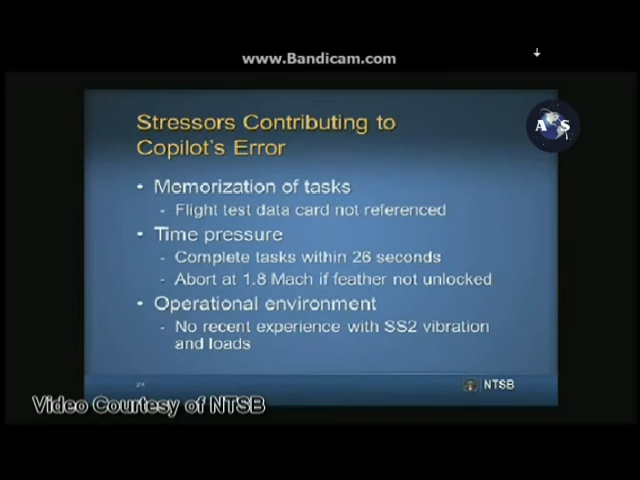 www.Bandicam.com
Stressors Contributing to
Copilot's Error
A S
• Memorization of tasks
- Flight test data card not referenced
• Time pressure
- Complete tasks within 26 seconds
- Abort at 1.8 Mach if feather not unlocked
• Operational environment
- No recent experience with SS2 vibration
and loads
24
NTSB
Video Courtesy of NTSB